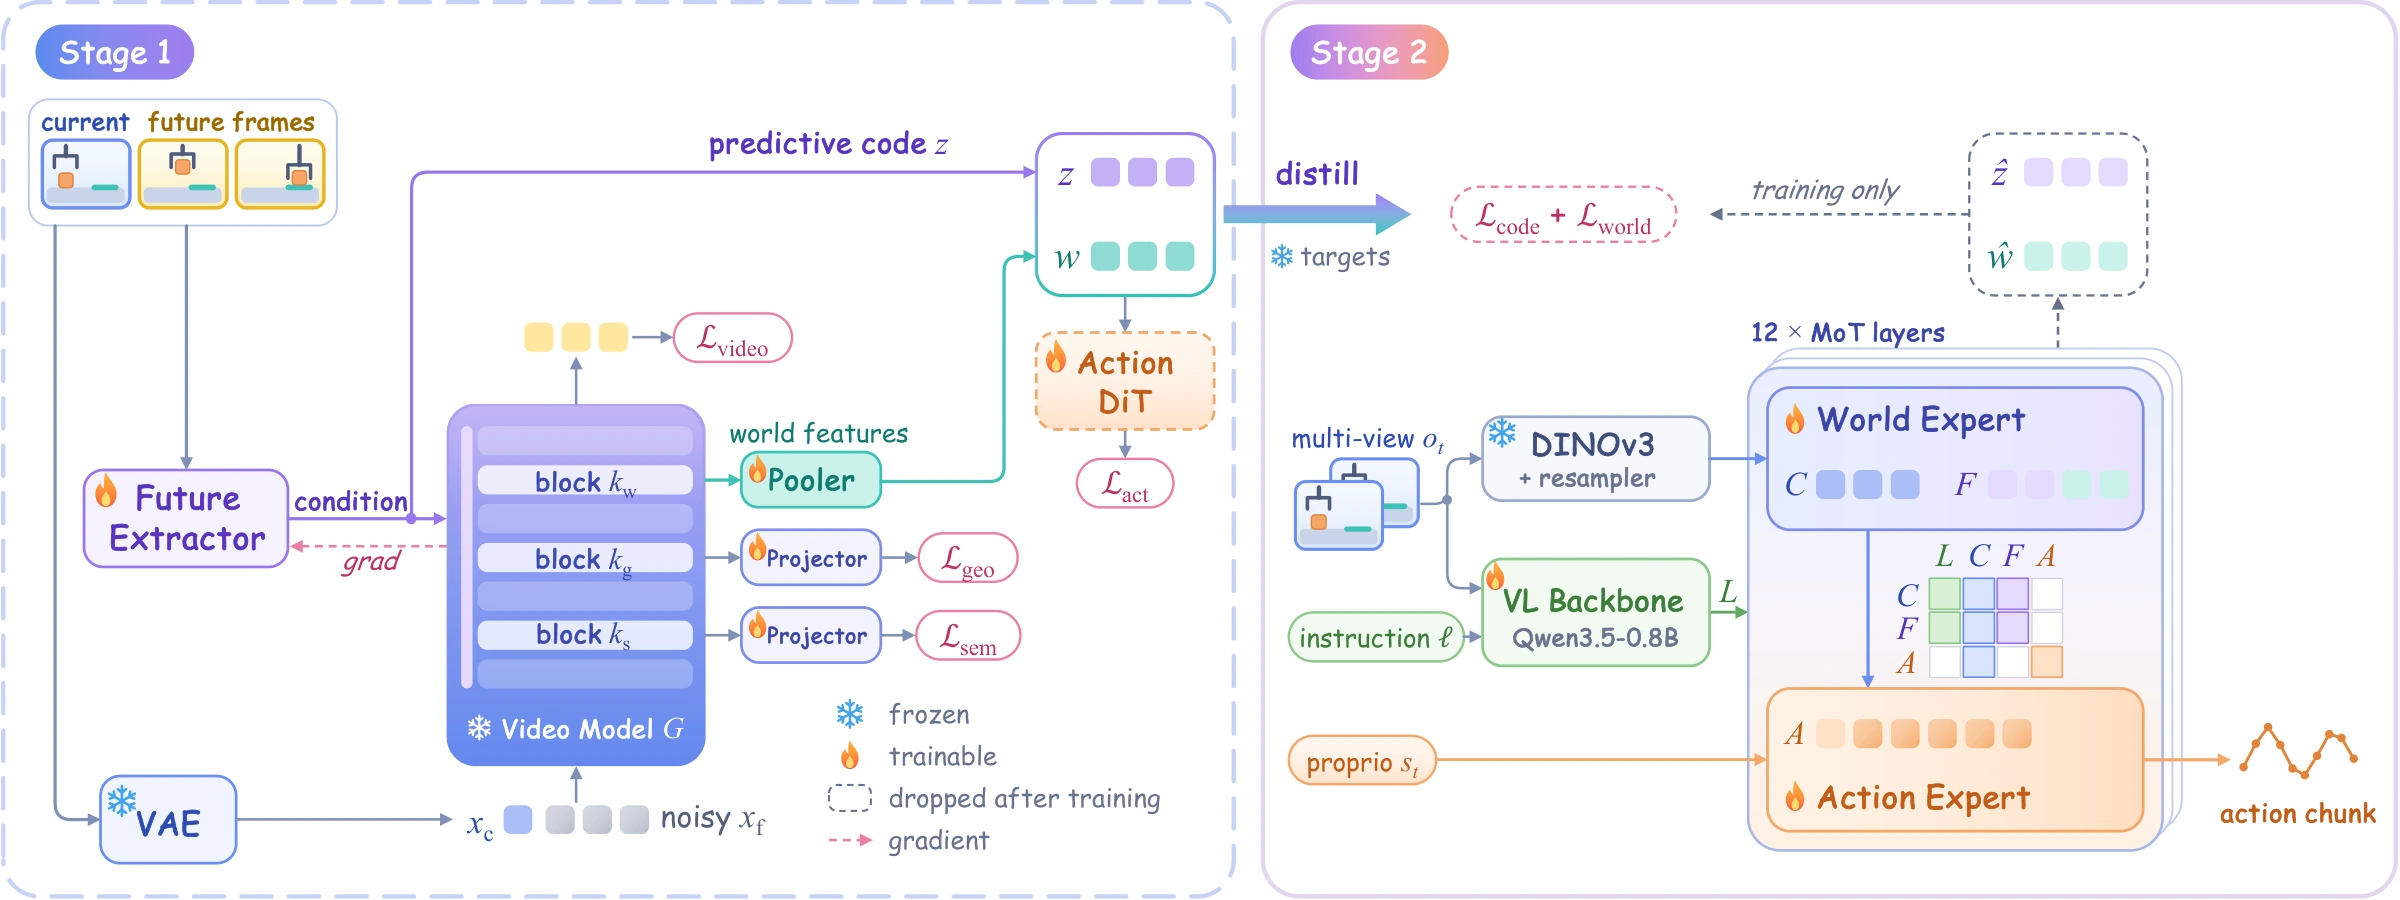 Stage 1
current
future frames
predictive code z
z
w
condition
grad
Future
Extractor
L_video
block k_w
block k_g
block k_s
Video Model G
world features
Pooler
Projector
L_geo
Projector
L_sem
Action
DiT
L_act
VAE
x_c
noisy x_f
frozen
trainable
dropped after training
gradient
Stage 2
distill
targets
L_code + L_world
training only
ẑ
ŵ
12 × MoT layers
multi-view o_t
DINOv3
+ resampler
instruction ℓ
VL Backbone
Qwen3.5-0.8B
L
World Expert
C
F
L C F A
C
F
A
proprio s_t
A
Action Expert
action chunk